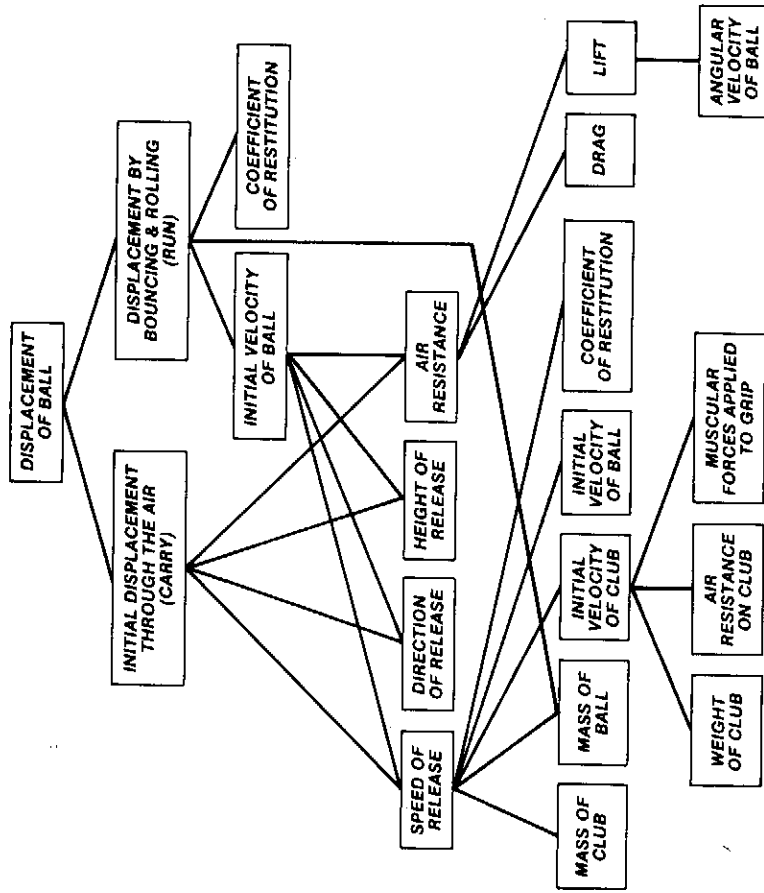 DISPLACEMENT
OF BALL
INITIAL DISPLACEMENT
THROUGH THE AIR
(CARRY)
DISPLACEMENT BY
BOUNCING & ROLLING
(RUN)
INITIAL VELOCITY
OF BALL
COEFFICIENT
OF RESTITUTION
SPEED OF
RELEASE
DIRECTION
OF RELEASE
HEIGHT OF
RELEASE
AIR
RESISTANCE
MASS OF
CLUB
MASS OF
BALL
INITIAL
VELOCITY
OF CLUB
INITIAL
VELOCITY
OF BALL
COEFFICIENT
OF RESTITUTION
DRAG
LIFT
WEIGHT
OF CLUB
AIR
RESISTANCE
ON CLUB
MUSCULAR
FORCES APPLIED
TO GRIP
ANGULAR
VELOCITY
OF BALL